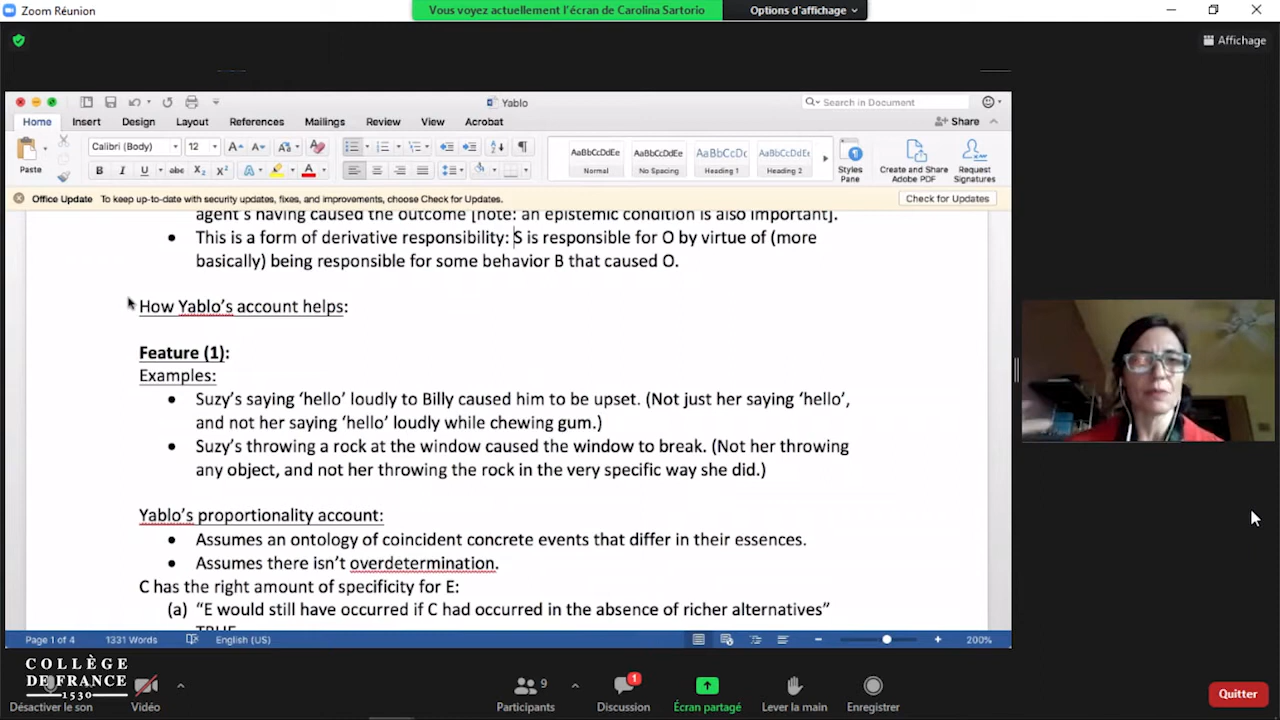 Zoom Réunion
Vous voyez actuellement l'écran de Carolina Sartorio
Options d'affichage
Affichage
Yablo
Search in Document
Home Insert Design Layout References Mailings Review View Acrobat
Share
Paste
Calibri (Body) 12
AaBbCcDdEe AaBbCcDdEe AaBbCcDc AaBbCcDdEe
Normal No Spacing Heading 1 Heading 2
Styles Pane
Create and Share Adobe PDF
Request Signatures
Office Update To keep up-to-date with security updates, fixes, and improvements, choose Check for Updates.
Check for Updates
agent's having caused the outcome [note: an epistemic condition is also important].
• This is a form of derivative responsibility: S is responsible for O by virtue of (more
basically) being responsible for some behavior B that caused O.
How Yablo's account helps:
Feature (1):
Examples:
• Suzy's saying 'hello' loudly to Billy caused him to be upset. (Not just her saying 'hello',
and not her saying 'hello' loudly while chewing gum.)
• Suzy's throwing a rock at the window caused the window to break. (Not her throwing
any object, and not her throwing the rock in the very specific way she did.)
Yablo's proportionality account:
• Assumes an ontology of coincident concrete events that differ in their essences.
• Assumes there isn't overdetermination.
C has the right amount of specificity for E:
(a) "E would still have occurred if C had occurred in the absence of richer alternatives"
TRUE
Page 1 of 4 1331 Words English (US) 200%
COLLÈGE
DE FRANCE
1530
Désactiver le son
Vidéo
9
Participants
1
Discussion
Écran partagé
Lever la main
Enregistrer
Quitter